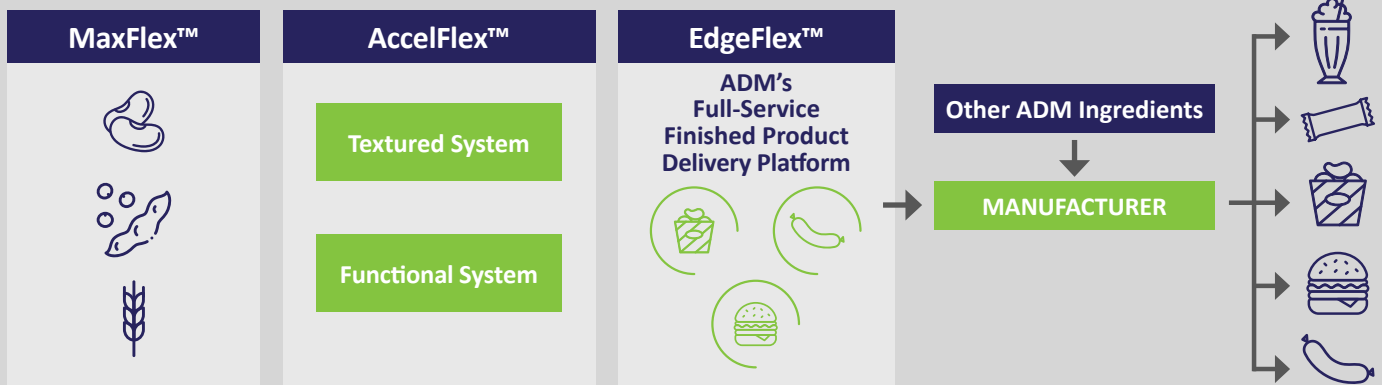 MaxFlex™
AccelFlex™
Textured System
Functional System
EdgeFlex™
ADM’s
Full-Service
Finished Product
Delivery Platform
Other ADM Ingredients
MANUFACTURER